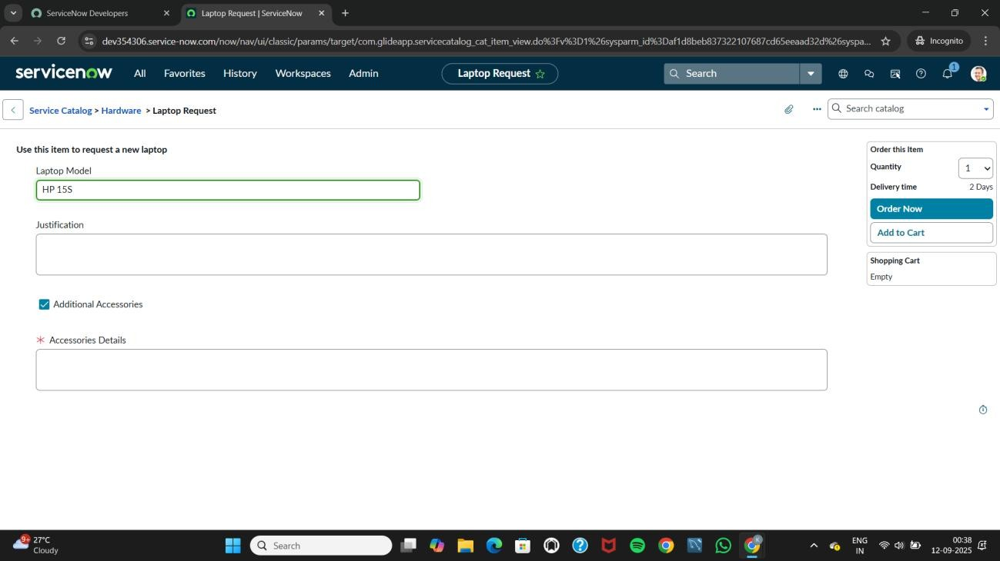 ServiceNow Developers
Laptop Request | ServiceNow
dev354306.service-now.com/now/nav/ui/classic/params/target/com.glideapp.servicecatalog_cat_item_view.do%3Fv%3D1%26sysparm_id%3Daf1d8beb837322107687cd65eeaad32d%26syspa...
Incognito
servicenow
All
Favorites
History
Workspaces
Admin
Laptop Request
Search
1
Service Catalog > Hardware > Laptop Request
Search catalog
Use this item to request a new laptop
Laptop Model
HP 15S
Justification
Additional Accessories
Accessories Details
Order this Item
Quantity
1
Delivery time
2 Days
Order Now
Add to Cart
Shopping Cart
Empty
9+
27°C
Cloudy
Search
K
ENG
IN
00:38
12-09-2025